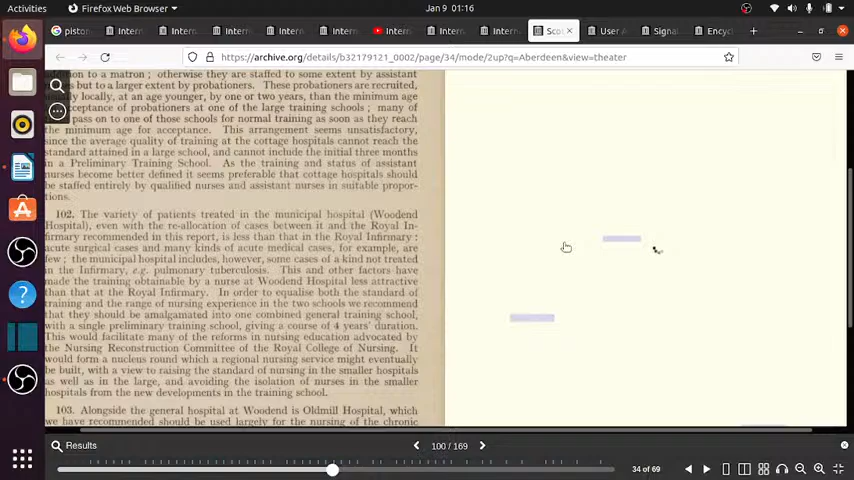 Activities
Firefox Web Browser
Jan 9 01:16
pistor
Intern
Intern
Intern
Intern
Intern
Intern
Scot
User A
Signa
Encyc
https://archive.org/details/b32179121_0002/page/34/mode/2up?q=Aberdeen&view=theater
addition to a matron ; otherwise they are staffed to some extent by assistant
but to a larger extent by probationers. These probationers are recruited,
locally, at an age younger, by one or two years, than the minimum age
acceptance of probationers at one of the large training schools ; many of
pass on to one of those schools for normal training as soon as they reach
the minimum age for acceptance. This arrangement seems unsatisfactory,
since the average quality of training at the cottage hospitals cannot reach the
standard attained in a large school, and cannot include the initial three months
in a Preliminary Training School. As the training and status of assistant
nurses become better defined it seems preferable that cottage hospitals should
be staffed entirely by qualified nurses and assistant nurses in suitable propor-
tions.
102. The variety of patients treated in the municipal hospital (Woodend
Hospital), even with the re-allocation of cases between it and the Royal In-
firmary recommended in this report, is less than that in the Royal Infirmary :
acute surgical cases and many kinds of acute medical cases, for example, are
few ; the municipal hospital includes, however, some cases of a kind not treated
in the Infirmary, e.g. pulmonary tuberculosis. This and other factors have
made the training obtainable by a nurse at Woodend Hospital less attractive
than that at the Royal Infirmary. In order to equalise both the standard of
training and the range of nursing experience in the two schools we recommend
that they should be amalgamated into one combined general training school,
with a single preliminary training school, giving a course of 4 years' duration.
This would facilitate many of the reforms in nursing education advocated by
the Nursing Reconstruction Committee of the Royal College of Nursing. It
would form a nucleus round which a regional nursing service might eventually
be built, with a view to raising the standard of nursing in the smaller hospitals
as well as in the large, and avoiding the isolation of nurses in the smaller
hospitals from the new developments in the training school.
103. Alongside the general hospital at Woodend is Oldmill Hospital, which
we have recommended should be used largely for the nursing of the chronic
Results
100 / 169
34 of 69